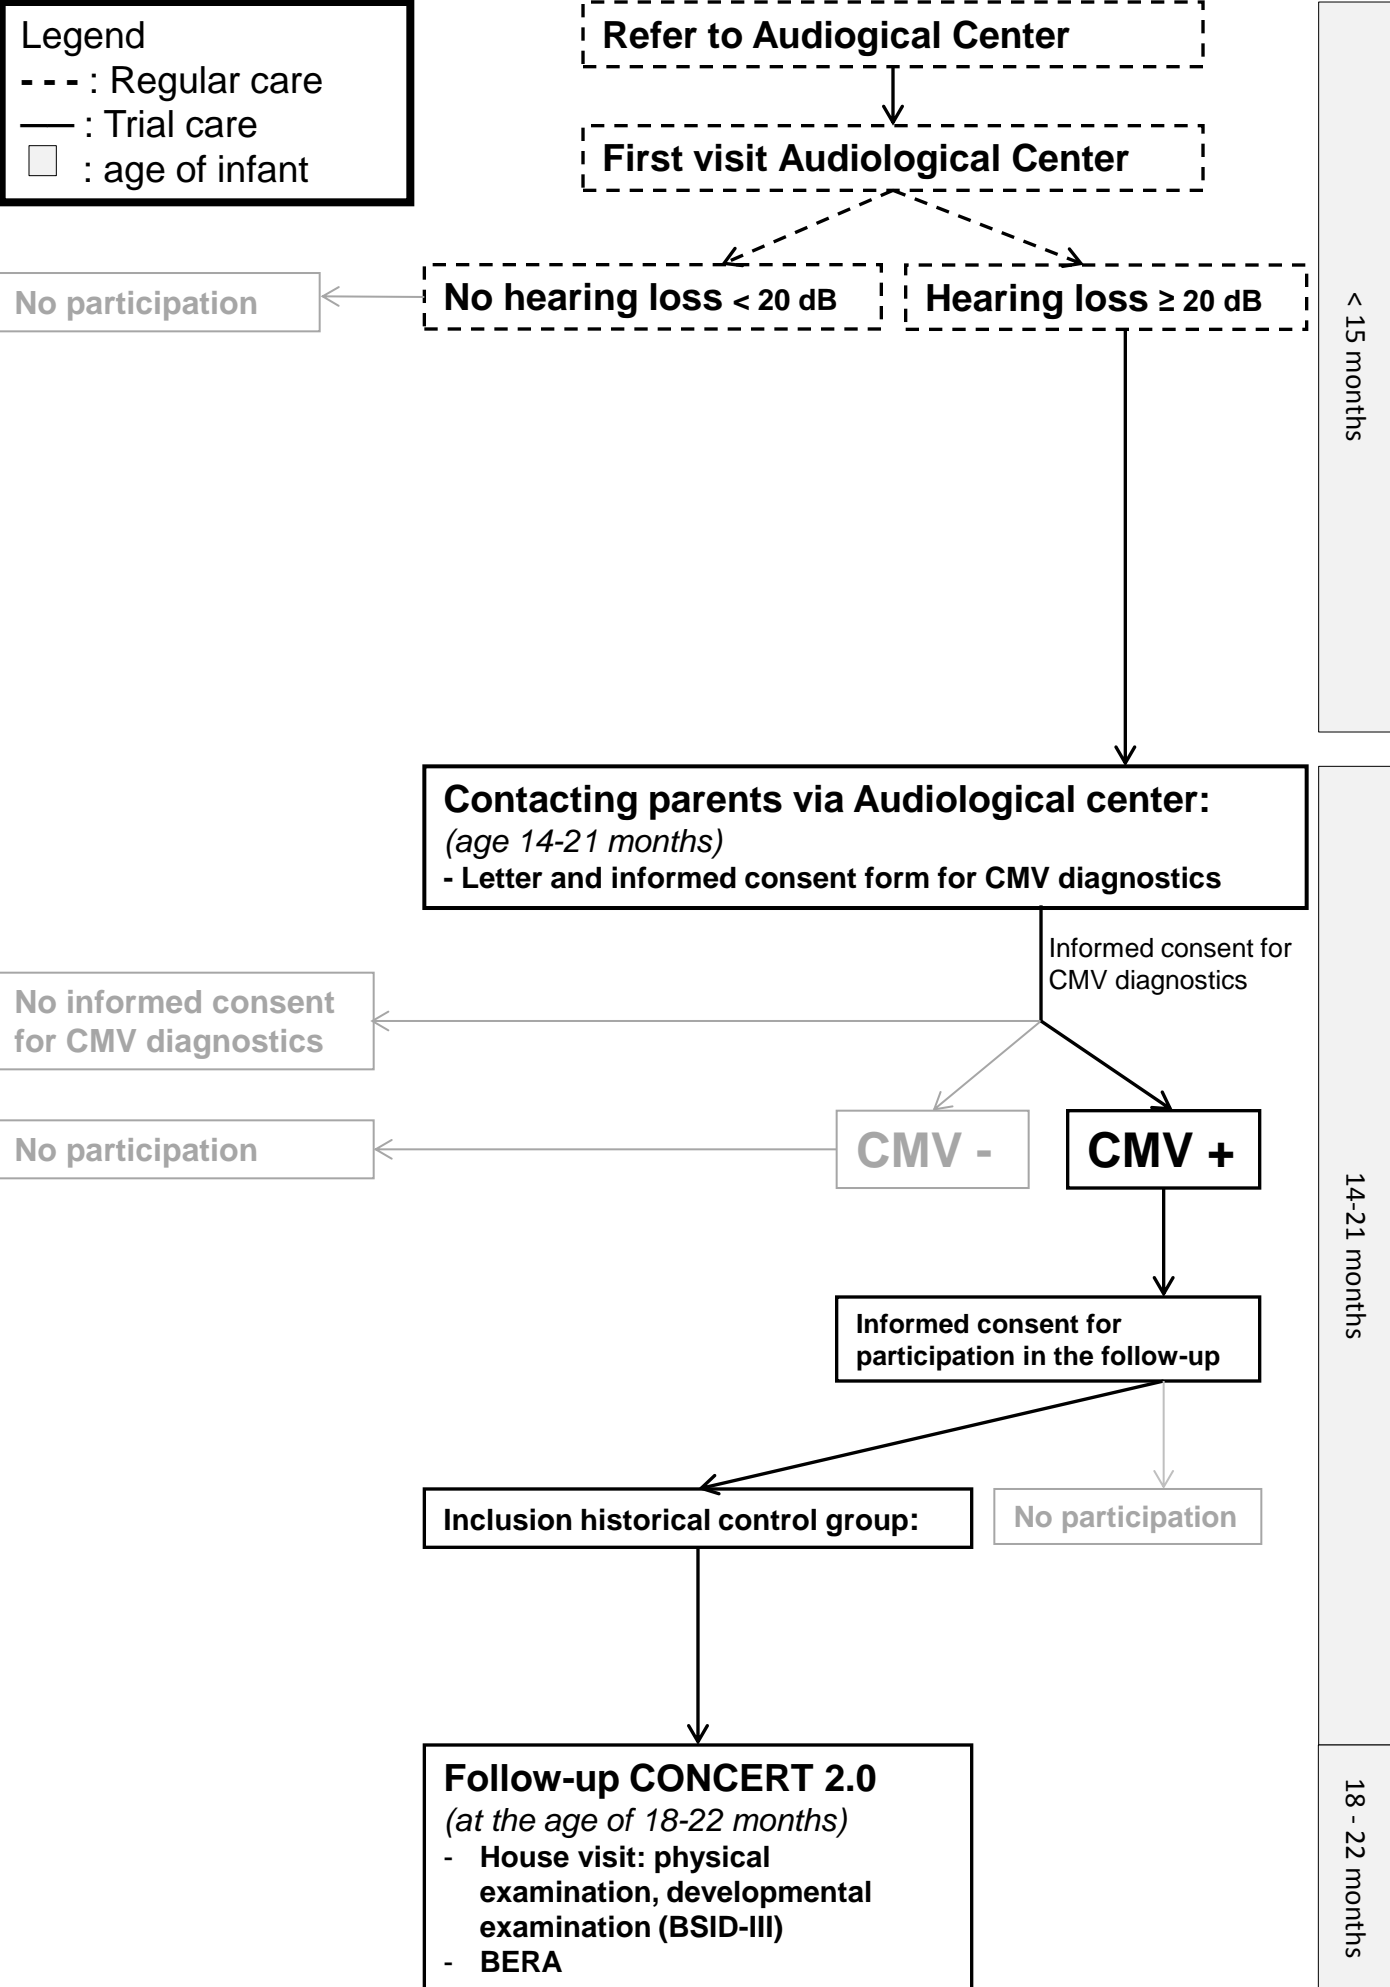 Legend
- - - : Regular care
— : Trial care
: age of infant
Refer to Audiogical Center
First visit Audiological Center
No participation
No hearing loss < 20 dB
Hearing loss ≥ 20 dB
< 15 months
Contacting parents via Audiological center:
(age 14-21 months)
- Letter and informed consent form for CMV diagnostics
Informed consent for
CMV diagnostics
No informed consent
for CMV diagnostics
No participation
CMV -
CMV +
14-21 months
Informed consent for
participation in the follow-up
Inclusion historical control group:
No participation
Follow-up CONCERT 2.0
(at the age of 18-22 months)
- House visit: physical
examination, developmental
examination (BSID-III)
- BERA
18 - 22 months